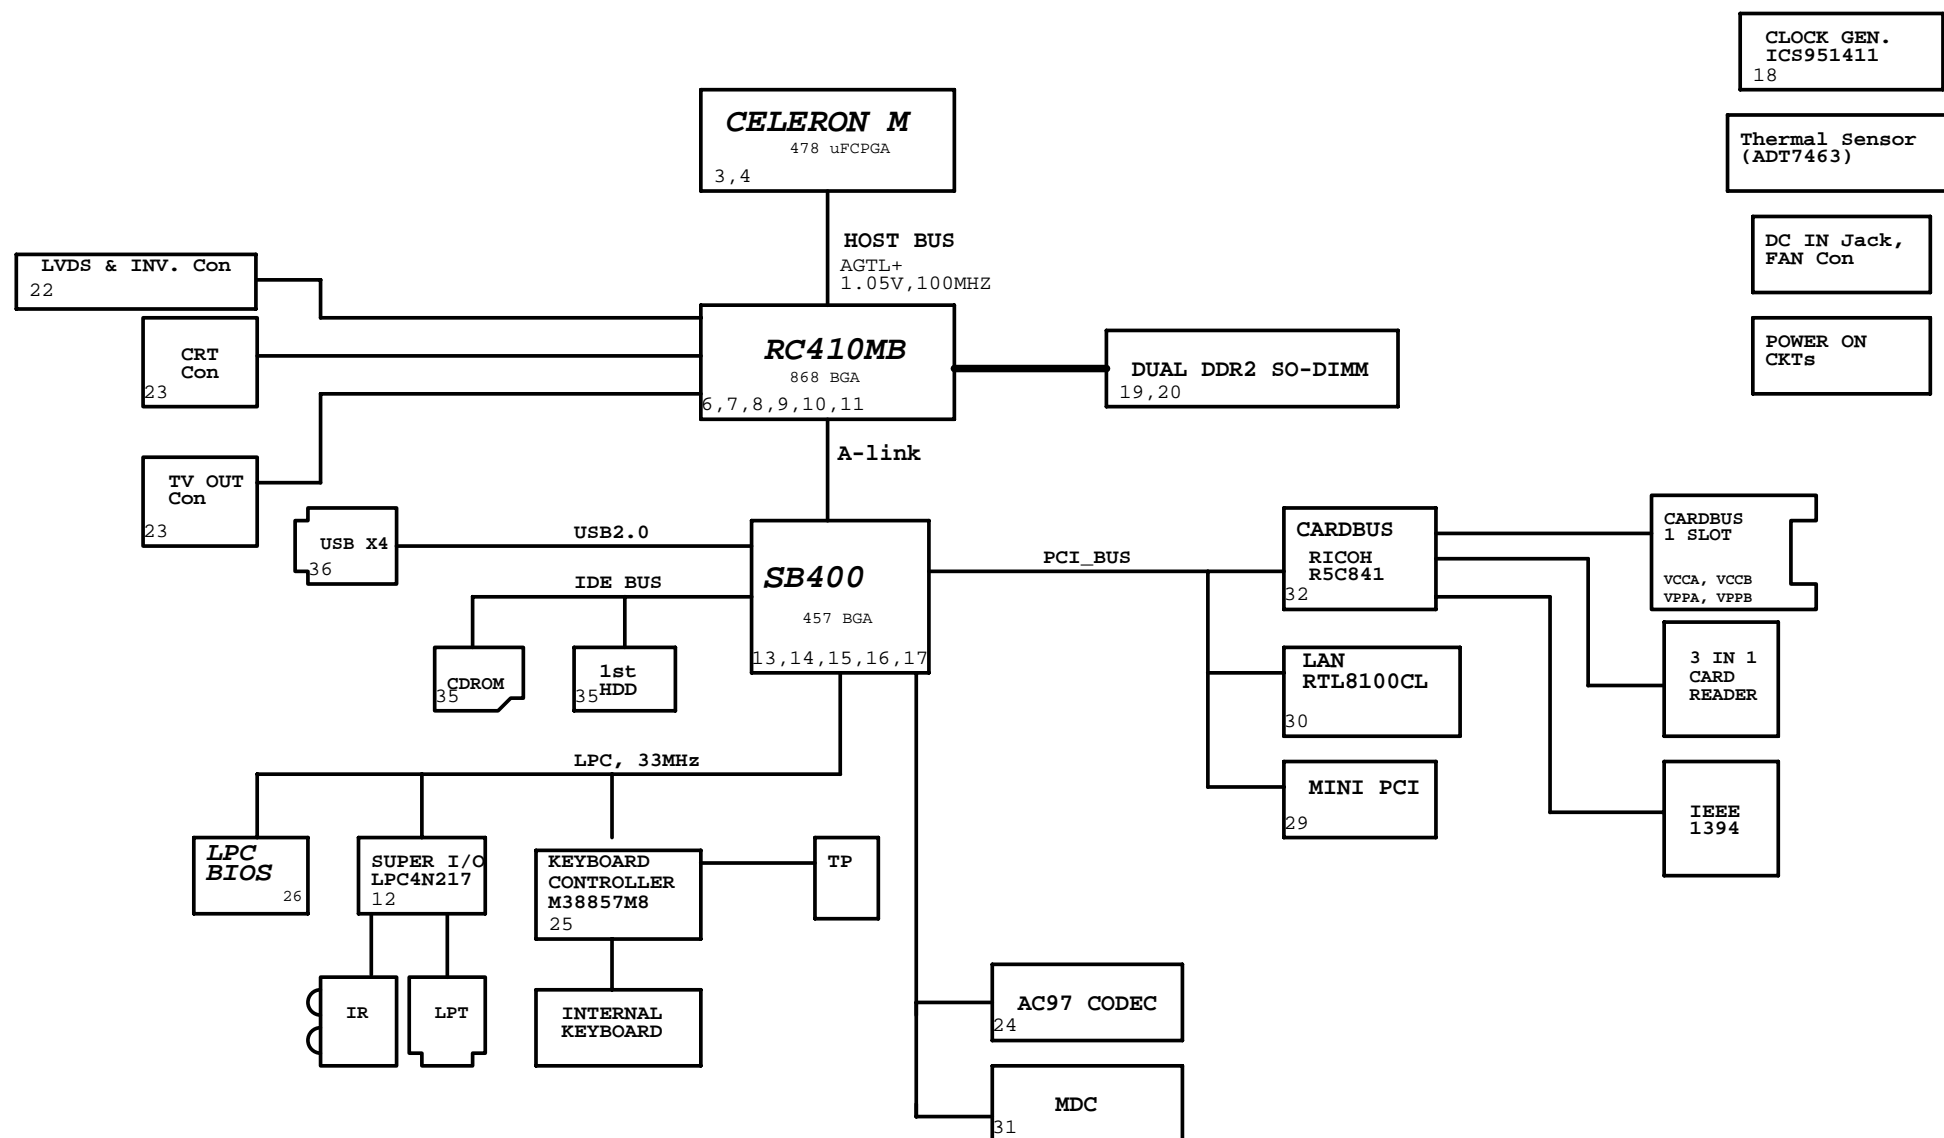 CLOCK GEN.
ICS951411
18
CELERON M
478 uFCPGA
3,4
Thermal Sensor
(ADT7463)
HOST BUS
AGTL+
1.05V,100MHZ
DC IN Jack,
FAN Con
LVDS & INV. Con
22
CRT
Con
23
RC410MB
868 BGA
6,7,8,9,10,11
DUAL DDR2 SO-DIMM
19,20
POWER ON
CKTs
A-link
TV OUT
Con
23
USB X4
36
USB2.0
IDE BUS
SB400
457 BGA
13,14,15,16,17
PCI_BUS
CARDBUS
RICOH
R5C841
32
CARDBUS
1 SLOT
VCCA, VCCB
VPPA, VPPB
CDROM
35
1st
HDD
35
LAN
RTL8100CL
30
3 IN 1
CARD
READER
LPC, 33MHz
MINI PCI
29
IEEE
1394
LPC
BIOS
26
SUPER I/O
LPC4N217
12
KEYBOARD
CONTROLLER
M38857M8
25
TP
IR
LPT
INTERNAL
KEYBOARD
AC97 CODEC
24
MDC
31